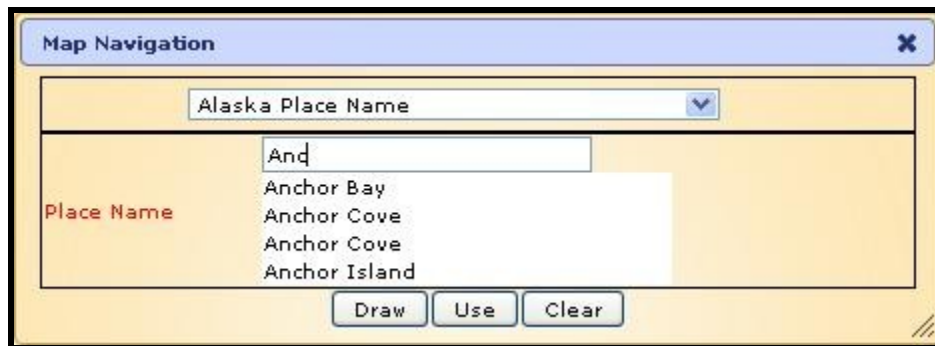 Map Navigation
Alaska Place Name
And
Place Name
Anchor Bay
Anchor Cove
Anchor Cove
Anchor Island
Draw Use Clear